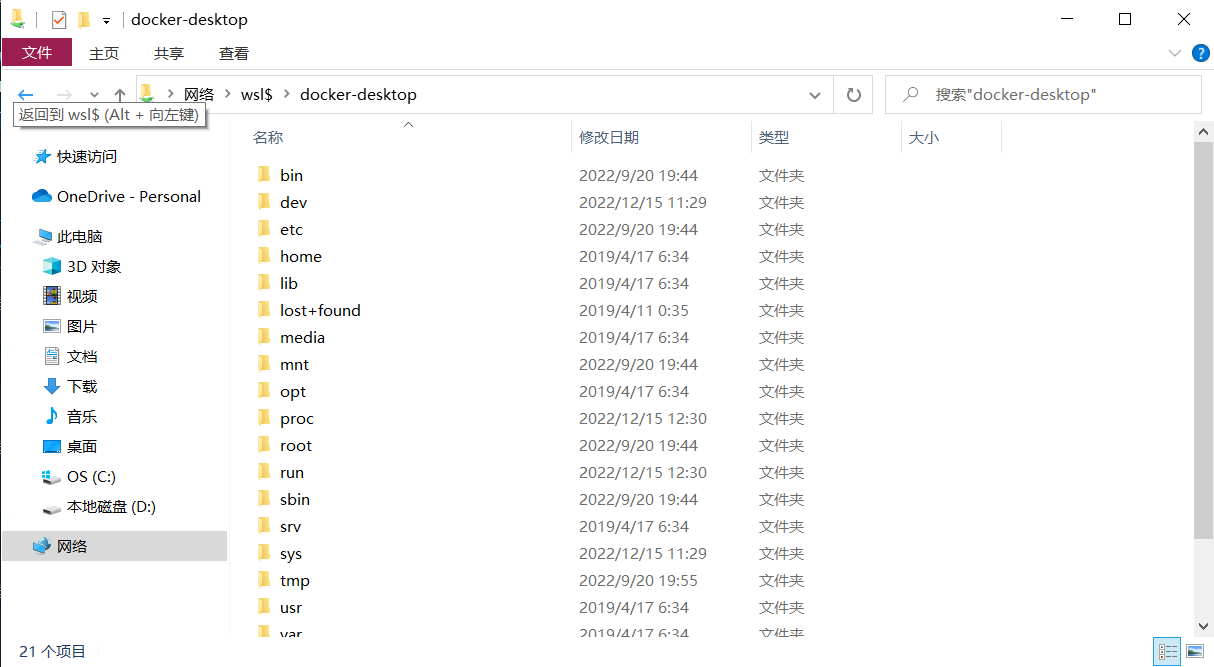 docker-desktop
文件 主页 共享 查看
网络 wsl$ docker-desktop 搜索"docker-desktop"
返回到 wsl$ (Alt + 向左键)
名称 修改日期 类型 大小
快速访问
OneDrive - Personal
此电脑
3D 对象
视频
图片
文档
下载
音乐
桌面
OS (C:)
本地磁盘 (D:)
网络
bin 2022/9/20 19:44 文件夹
dev 2022/12/15 11:29 文件夹
etc 2022/9/20 19:44 文件夹
home 2019/4/17 6:34 文件夹
lib 2019/4/17 6:34 文件夹
lost+found 2019/4/11 0:35 文件夹
media 2019/4/17 6:34 文件夹
mnt 2022/9/20 19:44 文件夹
opt 2019/4/17 6:34 文件夹
proc 2022/12/15 12:30 文件夹
root 2022/9/20 19:44 文件夹
run 2022/12/15 12:30 文件夹
sbin 2022/9/20 19:44 文件夹
srv 2019/4/17 6:34 文件夹
sys 2022/12/15 11:29 文件夹
tmp 2022/9/20 19:55 文件夹
usr 2019/4/17 6:34 文件夹
var 2019/4/17 6:34 文件夹
21 个项目